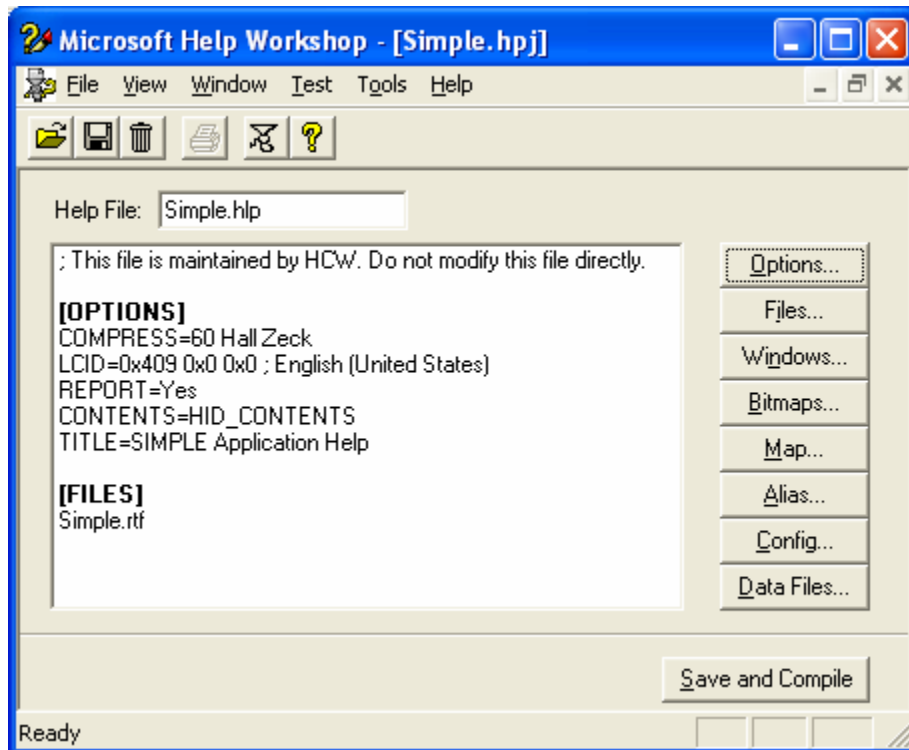 Microsoft Help Workshop - [Simple.hpj]
File View Window Test Tools Help
Help File: Simple.hlp
; This file is maintained by HCW. Do not modify this file directly.
[OPTIONS]
COMPRESS=60 Hall Zeck
LCID=0x409 0x0 0x0 ; English (United States)
REPORT=Yes
CONTENTS=HID_CONTENTS
TITLE=SIMPLE Application Help
[FILES]
Simple.rtf
Options...
Files...
Windows...
Bitmaps...
Map...
Alias...
Config...
Data Files...
Save and Compile
Ready